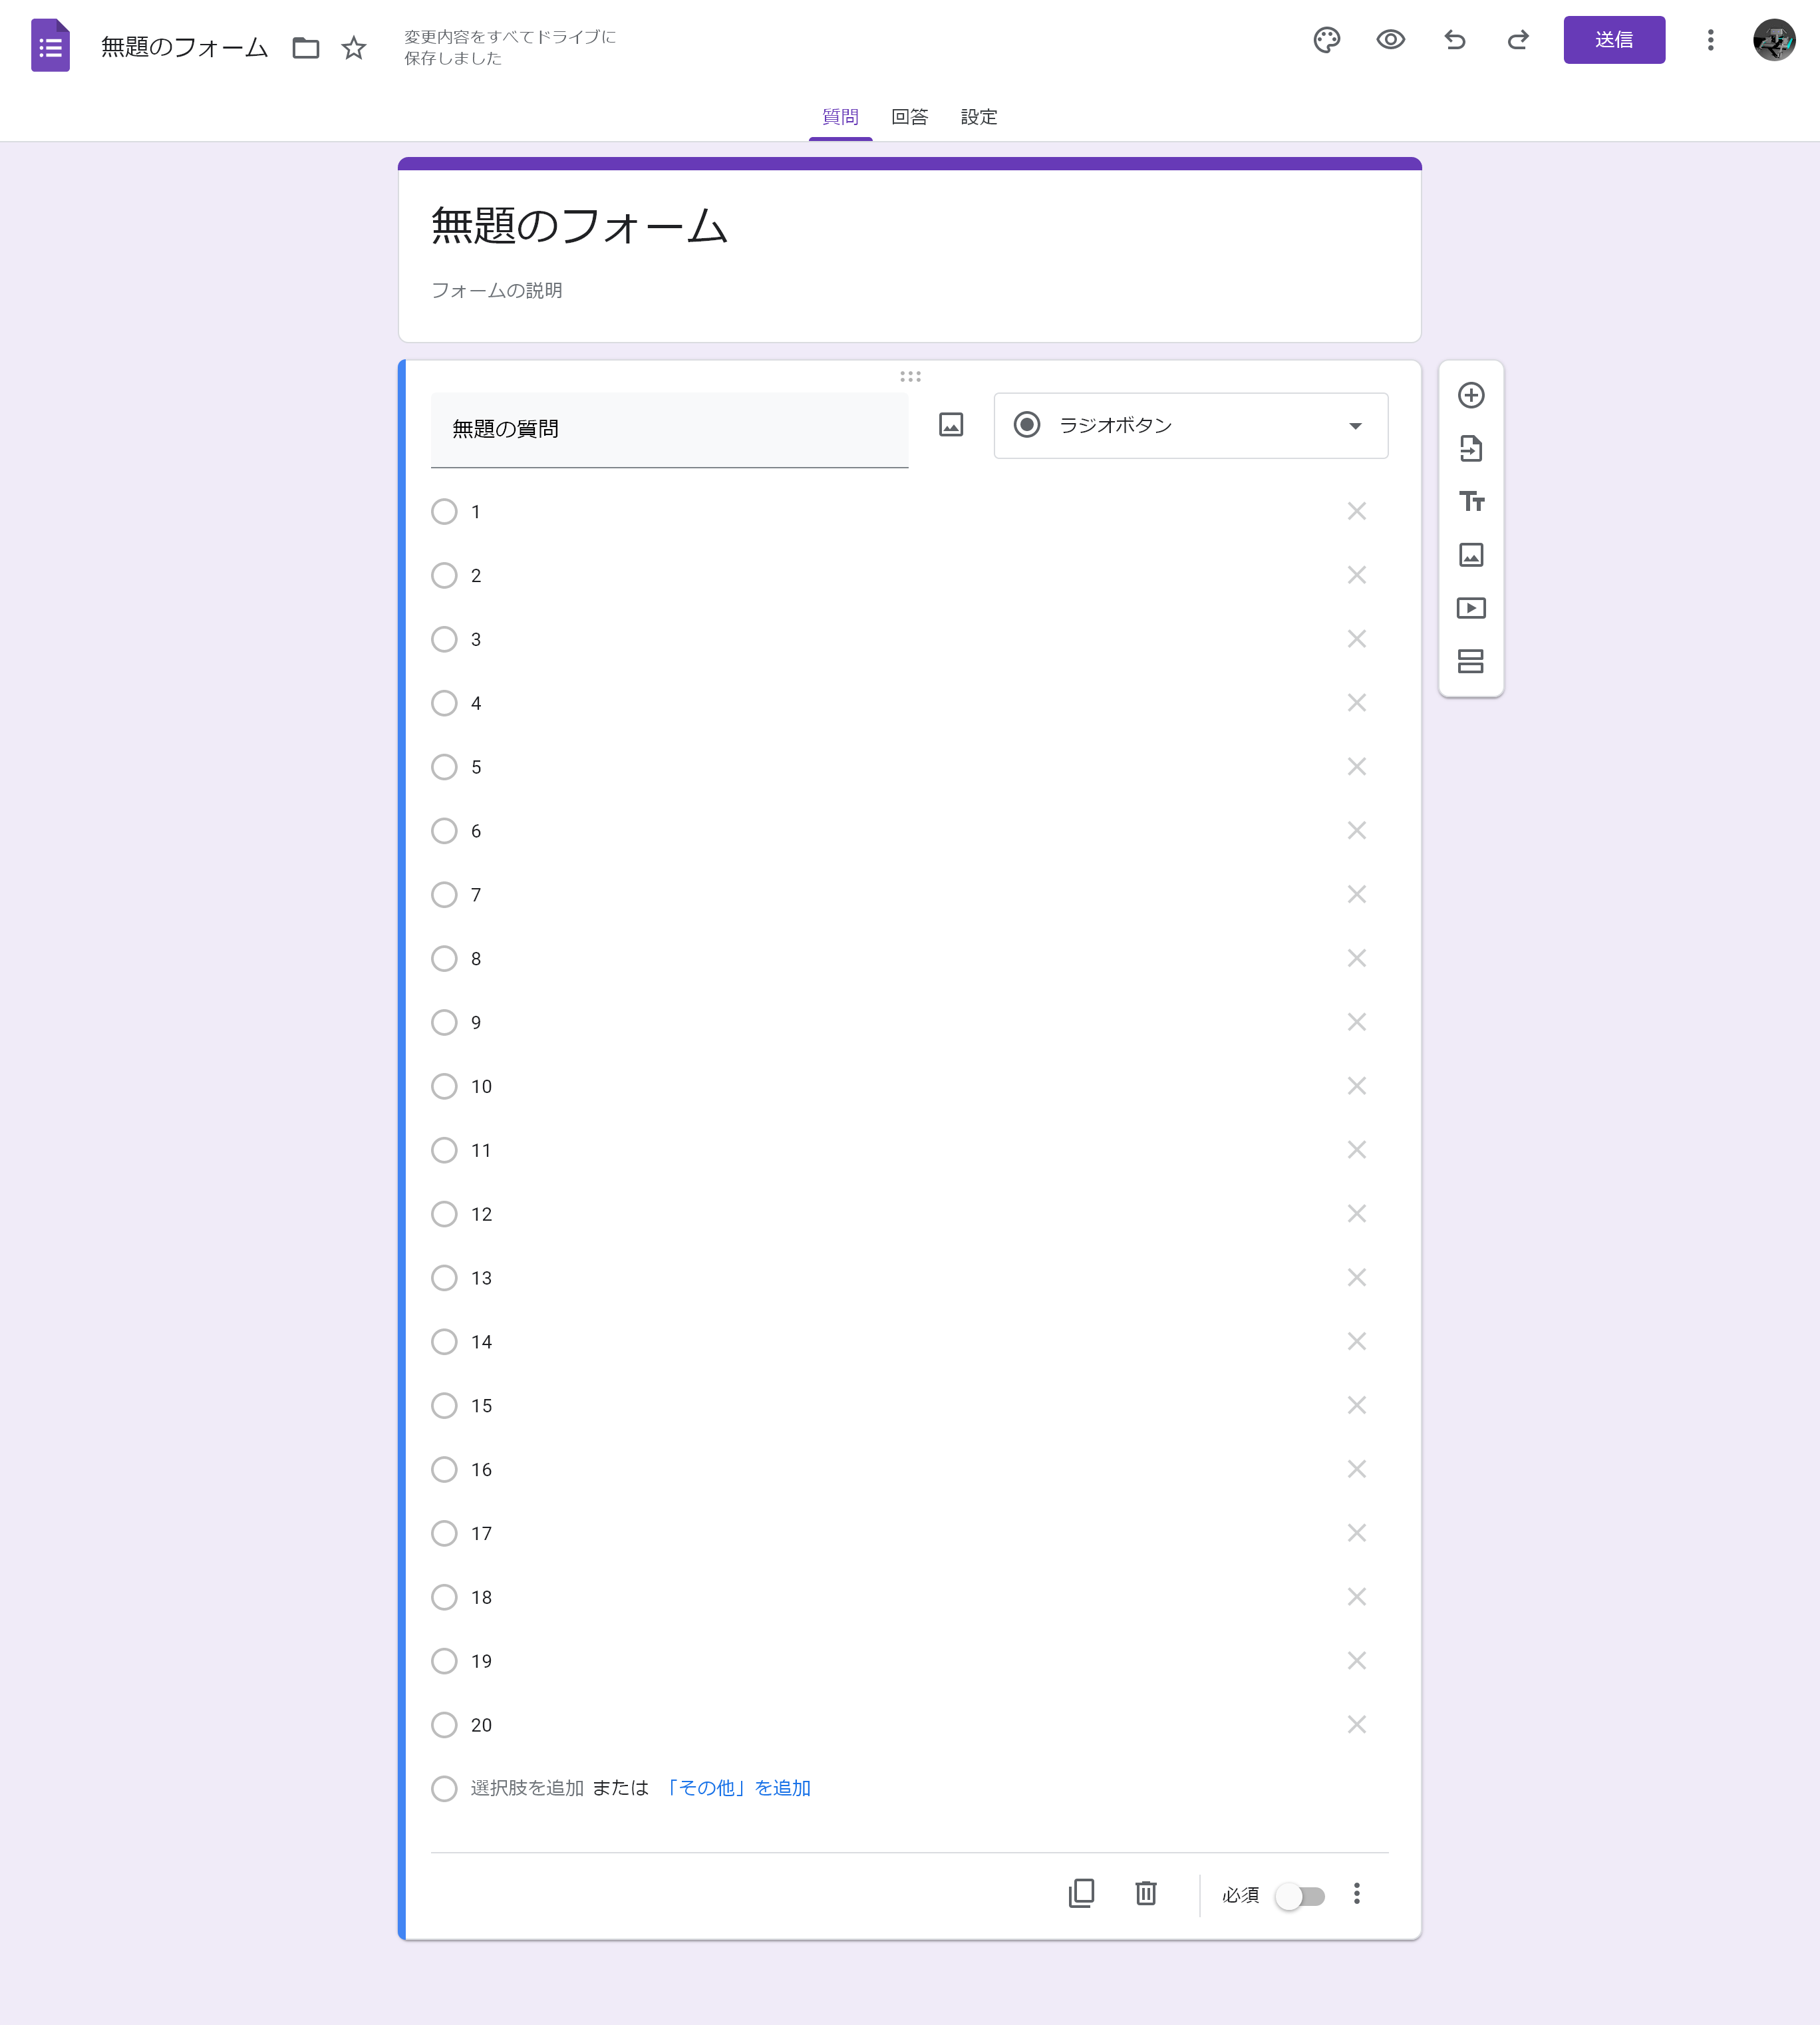 無題のフォーム
変更内容をすべてドライブに
保存しました
送信
質問 回答 設定
無題のフォーム
フォームの説明
無題の質問
ラジオボタン
1
2
3
4
5
6
7
8
9
10
11
12
13
14
15
16
17
18
19
20
選択肢を追加 または 「その他」を追加
必須